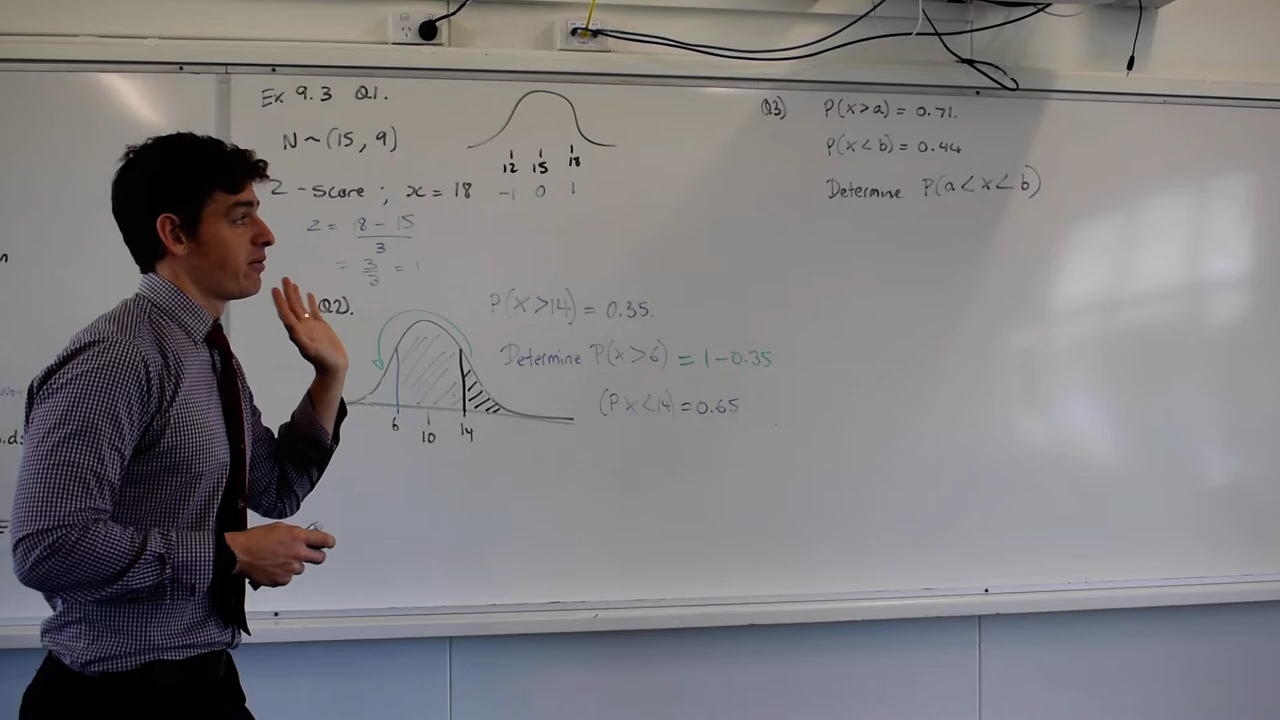 Ex 9.3 Q1.
N ~ (15, 9)
12 15 18
Z-score ; x = 18
-1 0 1
z = 18 - 15
3
= 3/3 = 1
Q2).
P(x>14) = 0.35.
Determine P(x>6) = 1-0.35
(P x<14) = 0.65
6 10 14
Q3) P(x>a) = 0.71.
P(x<b) = 0.44
Determine P(a<x<b)
Not
s.d:
=